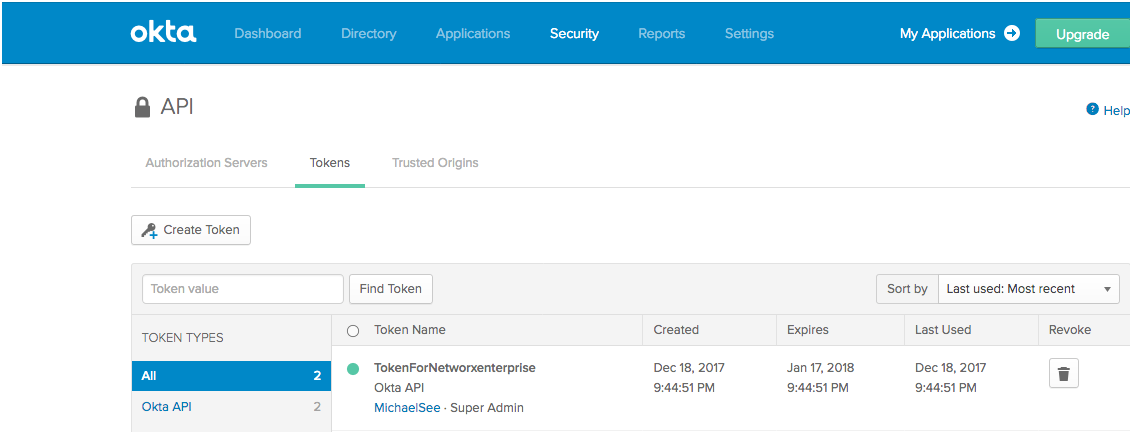 okta Dashboard Directory Applications Security Reports Settings My Applications Upgrade
API
? Help
Authorization Servers Tokens Trusted Origins
Create Token
Token value Find Token Sort by Last used: Most recent
TOKEN TYPES Token Name Created Expires Last Used Revoke
All 2 TokenForNetworxenterprise Dec 18, 2017 Jan 17, 2018 Dec 18, 2017
Okta API 9:44:51 PM 9:44:51 PM 9:44:51 PM
Okta API 2 MichaelSee · Super Admin